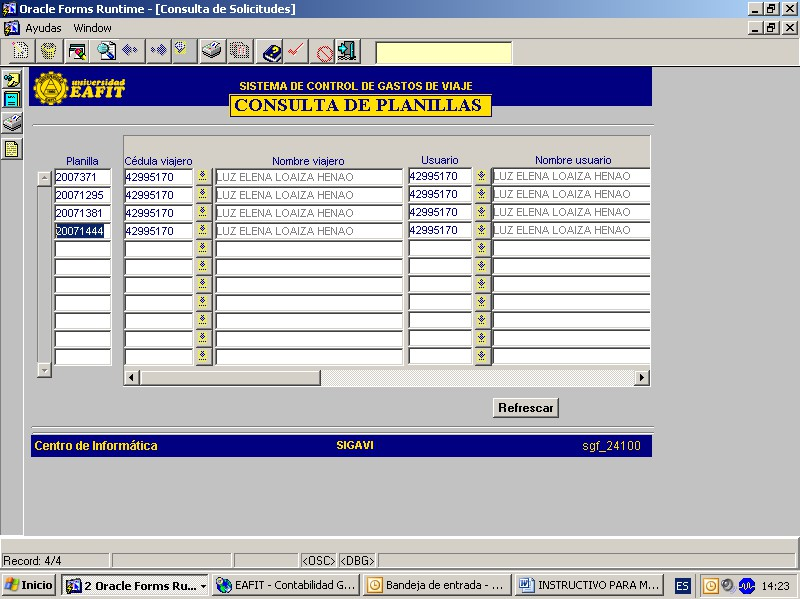 Oracle Forms Runtime - [Consulta de Solicitudes]
Ayudas Window
universidad
EAFIT
SISTEMA DE CONTROL DE GASTOS DE VIAJE
CONSULTA DE PLANILLAS
Planilla Cédula viajero Nombre viajero Usuario Nombre usuario
2007371 42995170 LUZ ELENA LOAIZA HENAO 42995170 LUZ ELENA LOAIZA HENAO
20071295 42995170 LUZ ELENA LOAIZA HENAO 42995170 LUZ ELENA LOAIZA HENAO
20071381 42995170 LUZ ELENA LOAIZA HENAO 42995170 LUZ ELENA LOAIZA HENAO
20071444 42995170 LUZ ELENA LOAIZA HENAO 42995170 LUZ ELENA LOAIZA HENAO
Refrescar
Centro de Informática SIGAVI sgf_24100
Record: 4/4 <OSC> <DBG>
Inicio 2 Oracle Forms Ru... EAFIT - Contabilidad G... Bandeja de entrada - ... INSTRUCTIVO PARA M... ES 14:23